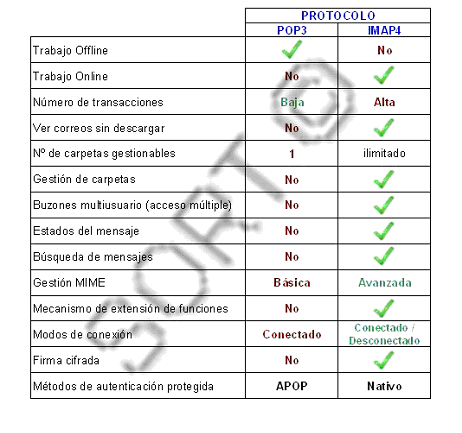 PROTOCOLO
POP3 IMAP4
Trabajo Offline ✓ No
Trabajo Online No ✓
Número de transacciones Baja Alta
Ver correos sin descargar No ✓
Nº de carpetas gestionables 1 ilimitado
Gestión de carpetas No ✓
Buzones multiusuario (acceso múltiple) No ✓
Estados del mensaje No ✓
Búsqueda de mensajes No ✓
Gestión MIME Básica Avanzada
Mecanismo de extensión de funciones No ✓
Modos de conexión Conectado Conectado /
Desconectado
Firma cifrada No ✓
Métodos de autenticación protegida APOP Nativo
SORT ©